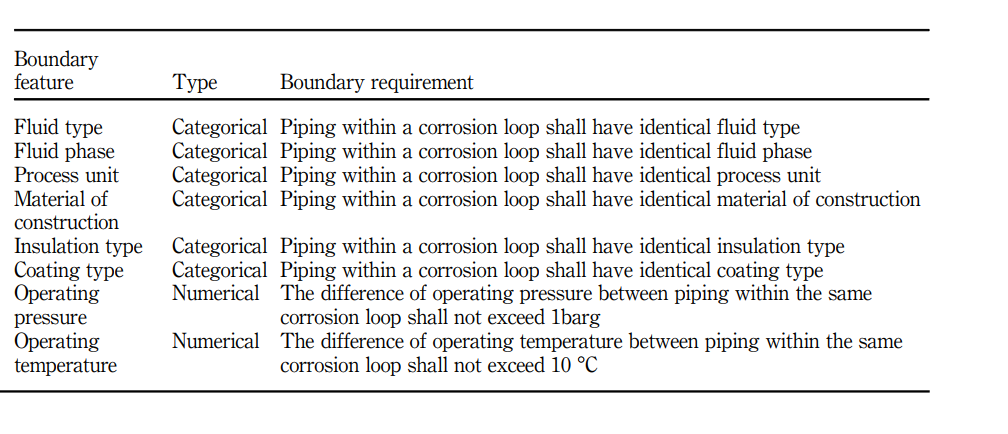 Boundary
feature Type Boundary requirement
Fluid type Categorical Piping within a corrosion loop shall have identical fluid type
Fluid phase Categorical Piping within a corrosion loop shall have identical fluid phase
Process unit Categorical Piping within a corrosion loop shall have identical process unit
Material of Categorical Piping within a corrosion loop shall have identical material of construction
construction
Insulation type Categorical Piping within a corrosion loop shall have identical insulation type
Coating type Categorical Piping within a corrosion loop shall have identical coating type
Operating Numerical The difference of operating pressure between piping within the same
pressure corrosion loop shall not exceed 1barg
Operating Numerical The difference of operating temperature between piping within the same
temperature corrosion loop shall not exceed 10 °C